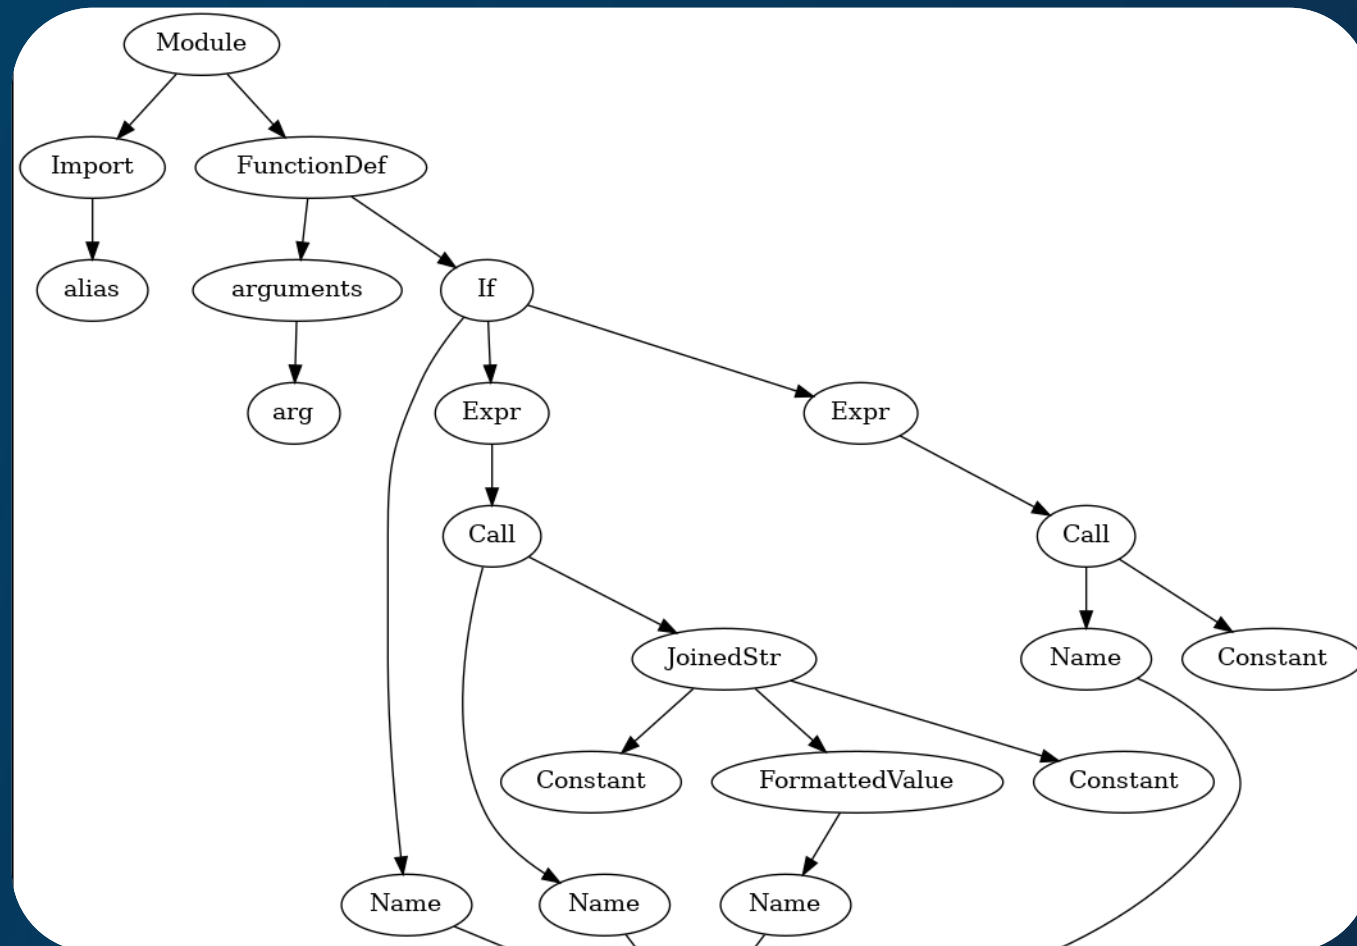 Module
Import
FunctionDef
alias
arguments
If
arg
Expr
Expr
Call
Call
JoinedStr
Name
Constant
Constant
FormattedValue
Constant
Name
Name
Name